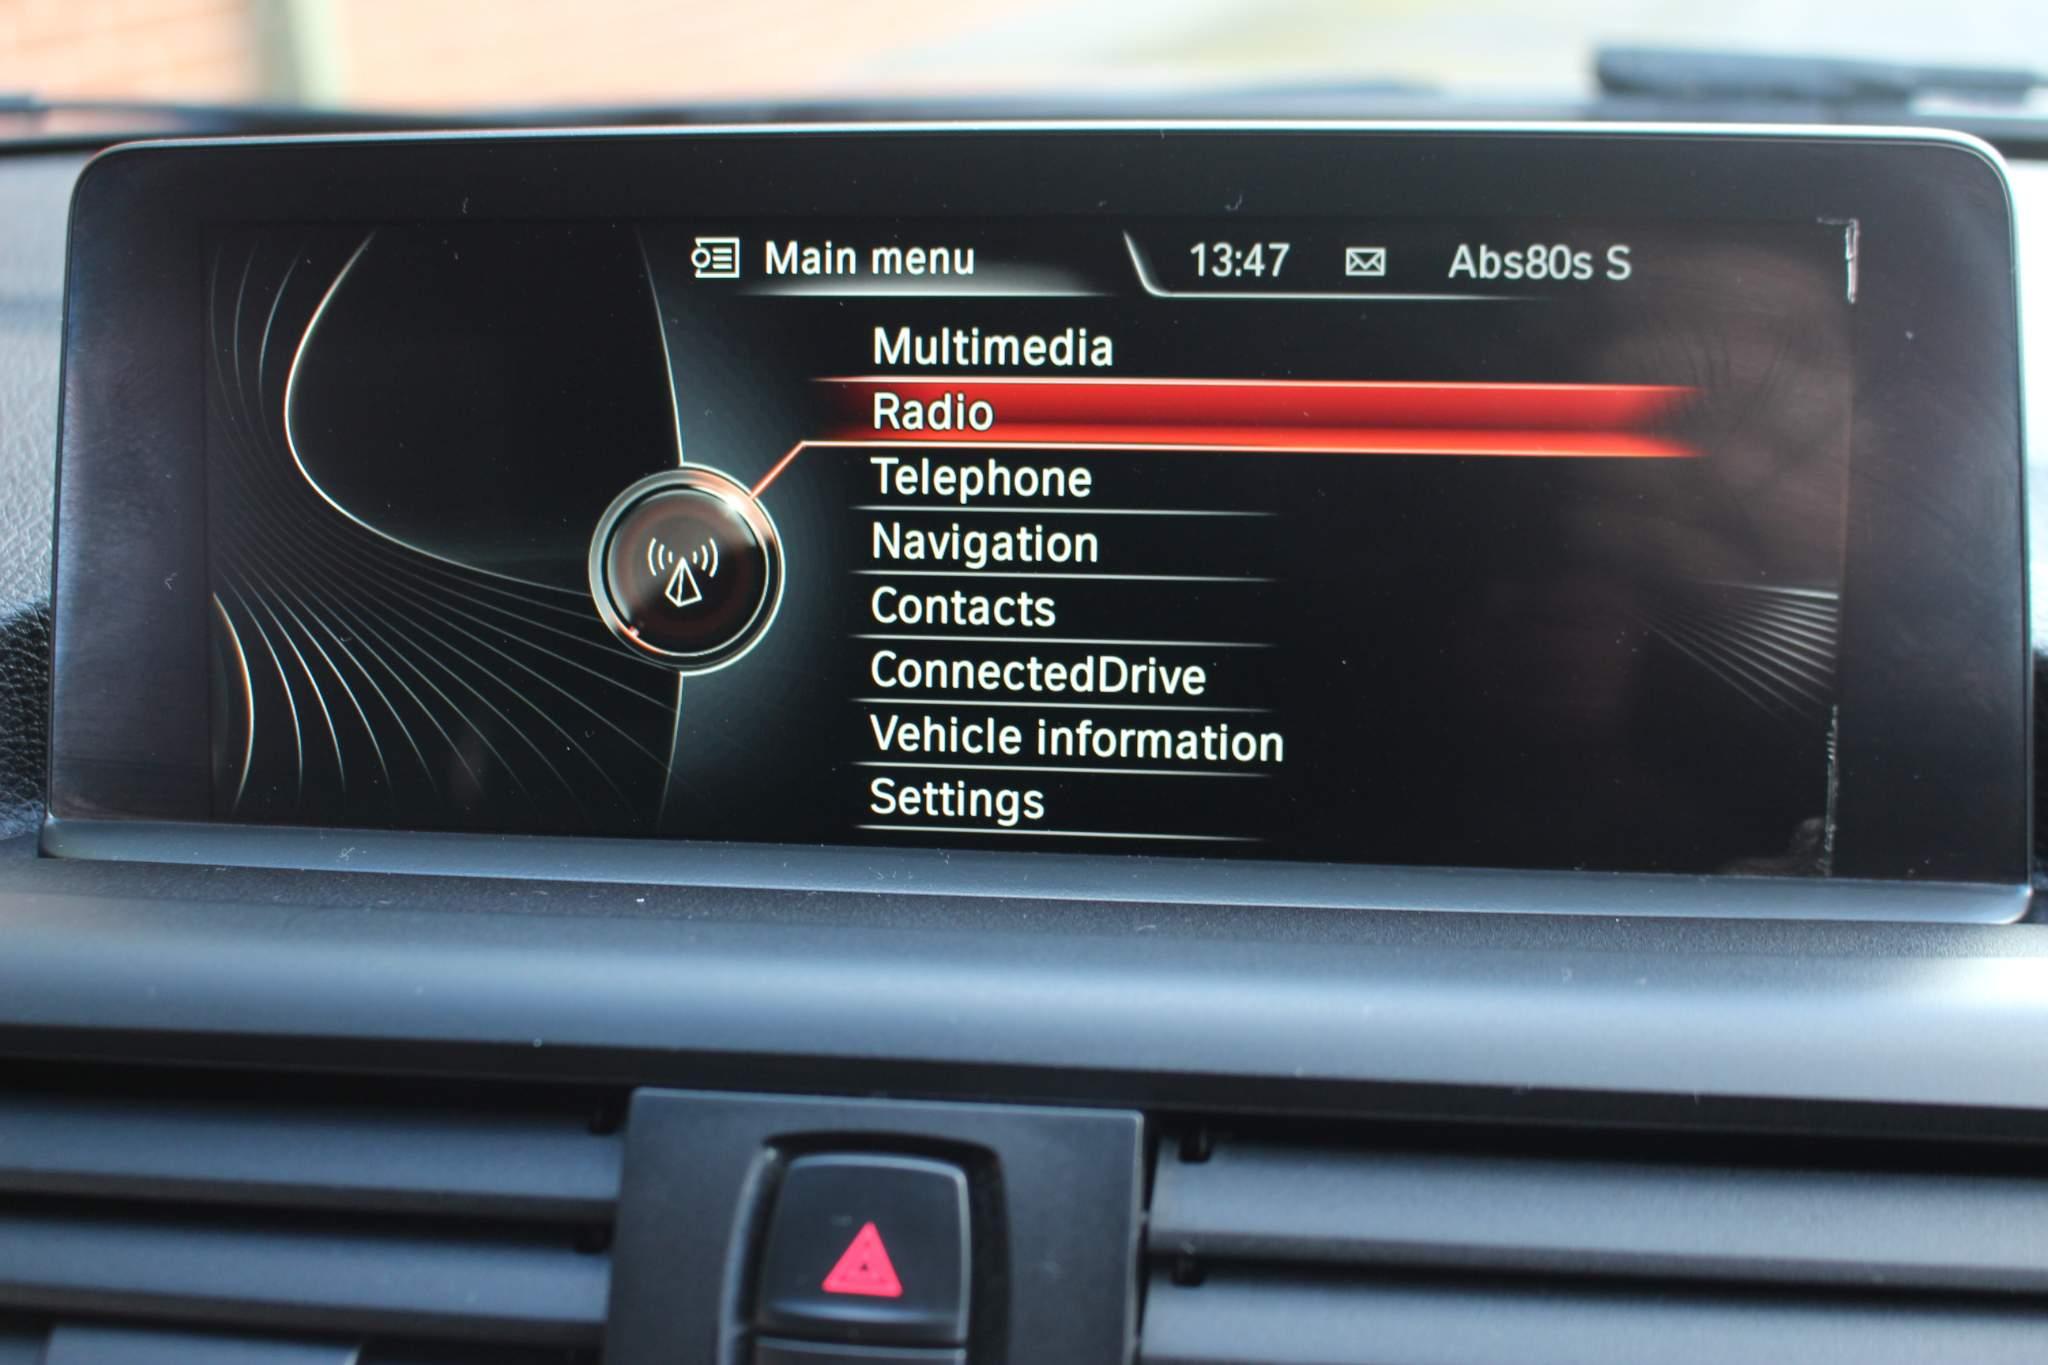 Main menu 13:47 Abs80s S
Multimedia
Radio
Telephone
Navigation
Contacts
ConnectedDrive
Vehicle information
Settings